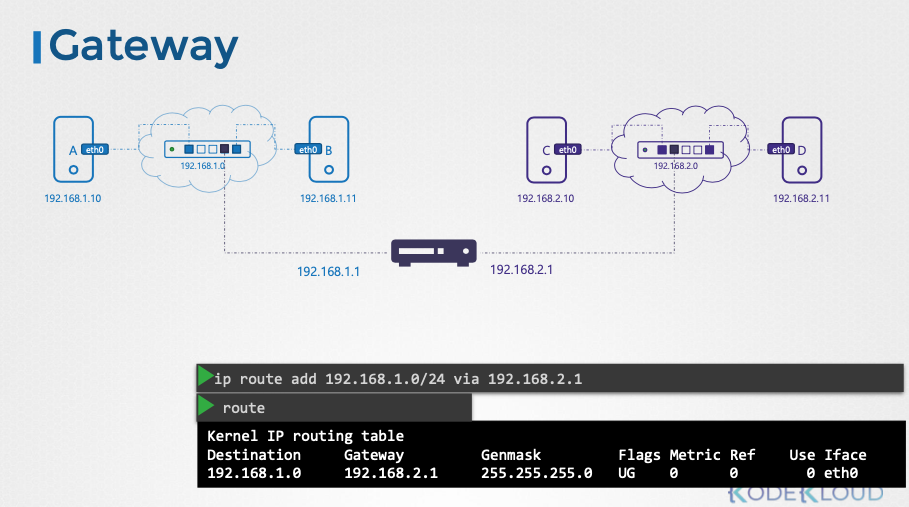 Gateway
A eth0
eth0 B
C eth0
eth0 D
192.168.1.0
192.168.2.0
192.168.1.10
192.168.1.11
192.168.2.10
192.168.2.11
192.168.1.1
192.168.2.1
ip route add 192.168.1.0/24 via 192.168.2.1
route
Kernel IP routing table
Destination Gateway Genmask Flags Metric Ref Use Iface
192.168.1.0 192.168.2.1 255.255.255.0 UG 0 0 0 eth0
KODEKLOUD